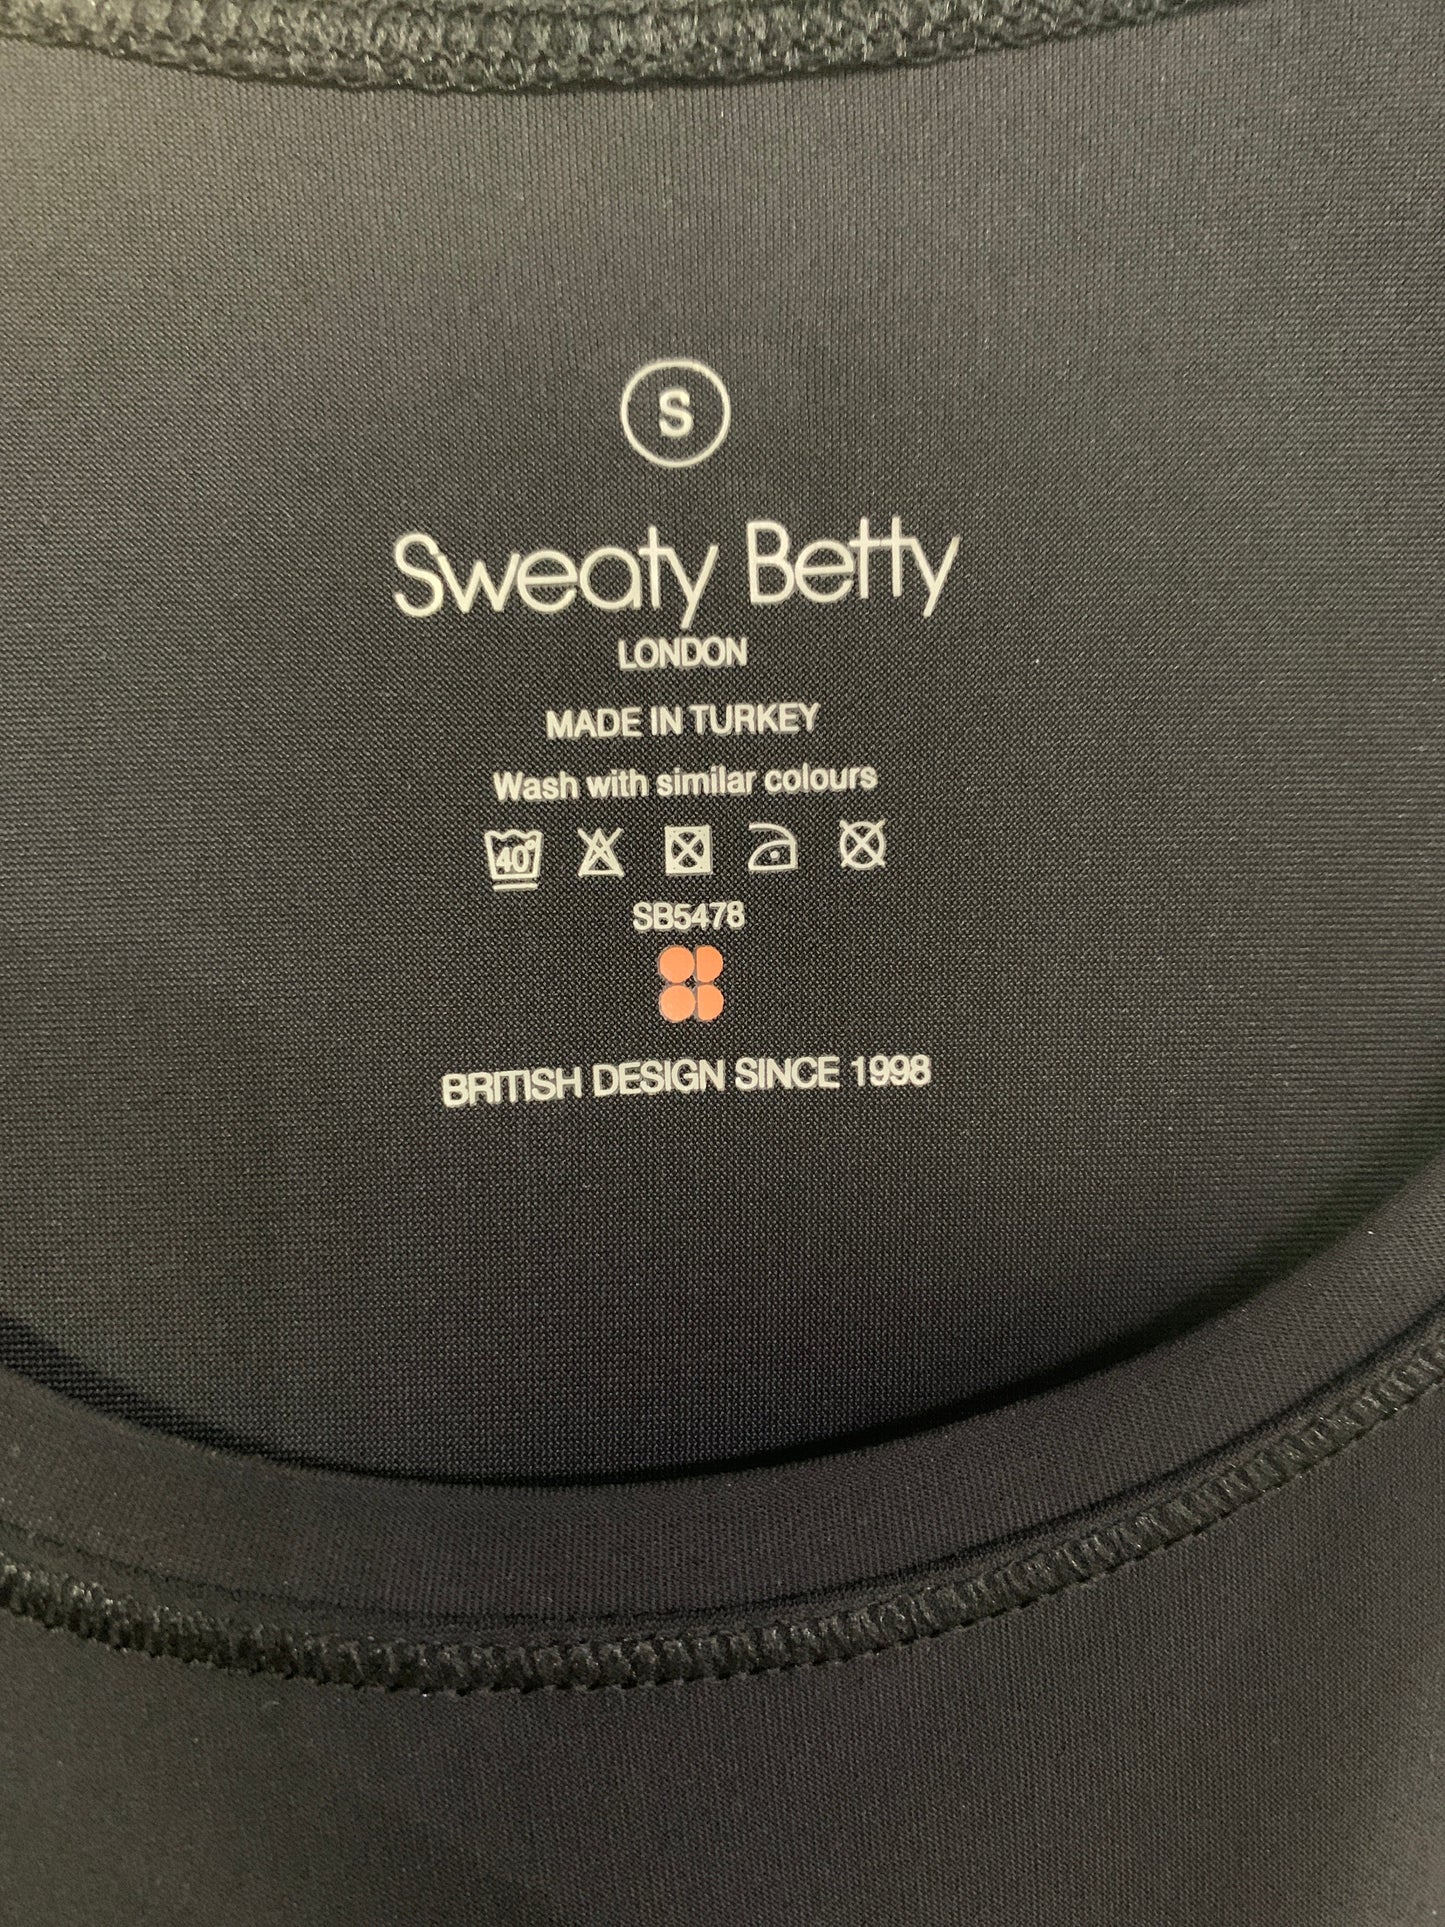 S
Sweaty Betty
LONDON
MADE IN TURKEY
Wash with similar colours
40°
SB5478
BRITISH DESIGN SINCE 1998